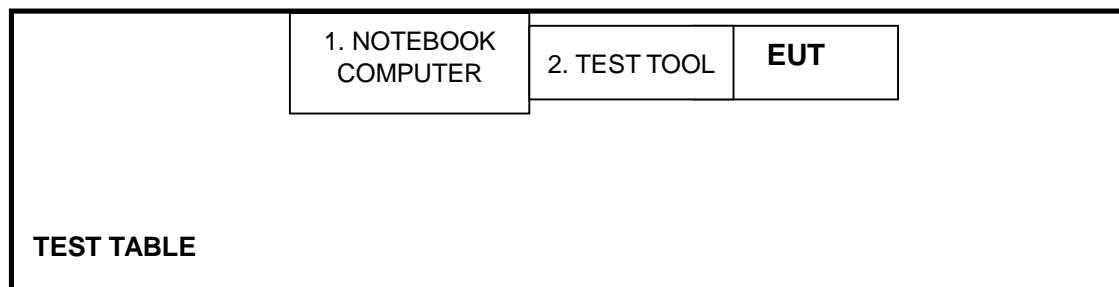 1. NOTEBOOK
COMPUTER
2. TEST TOOL
EUT
TEST TABLE